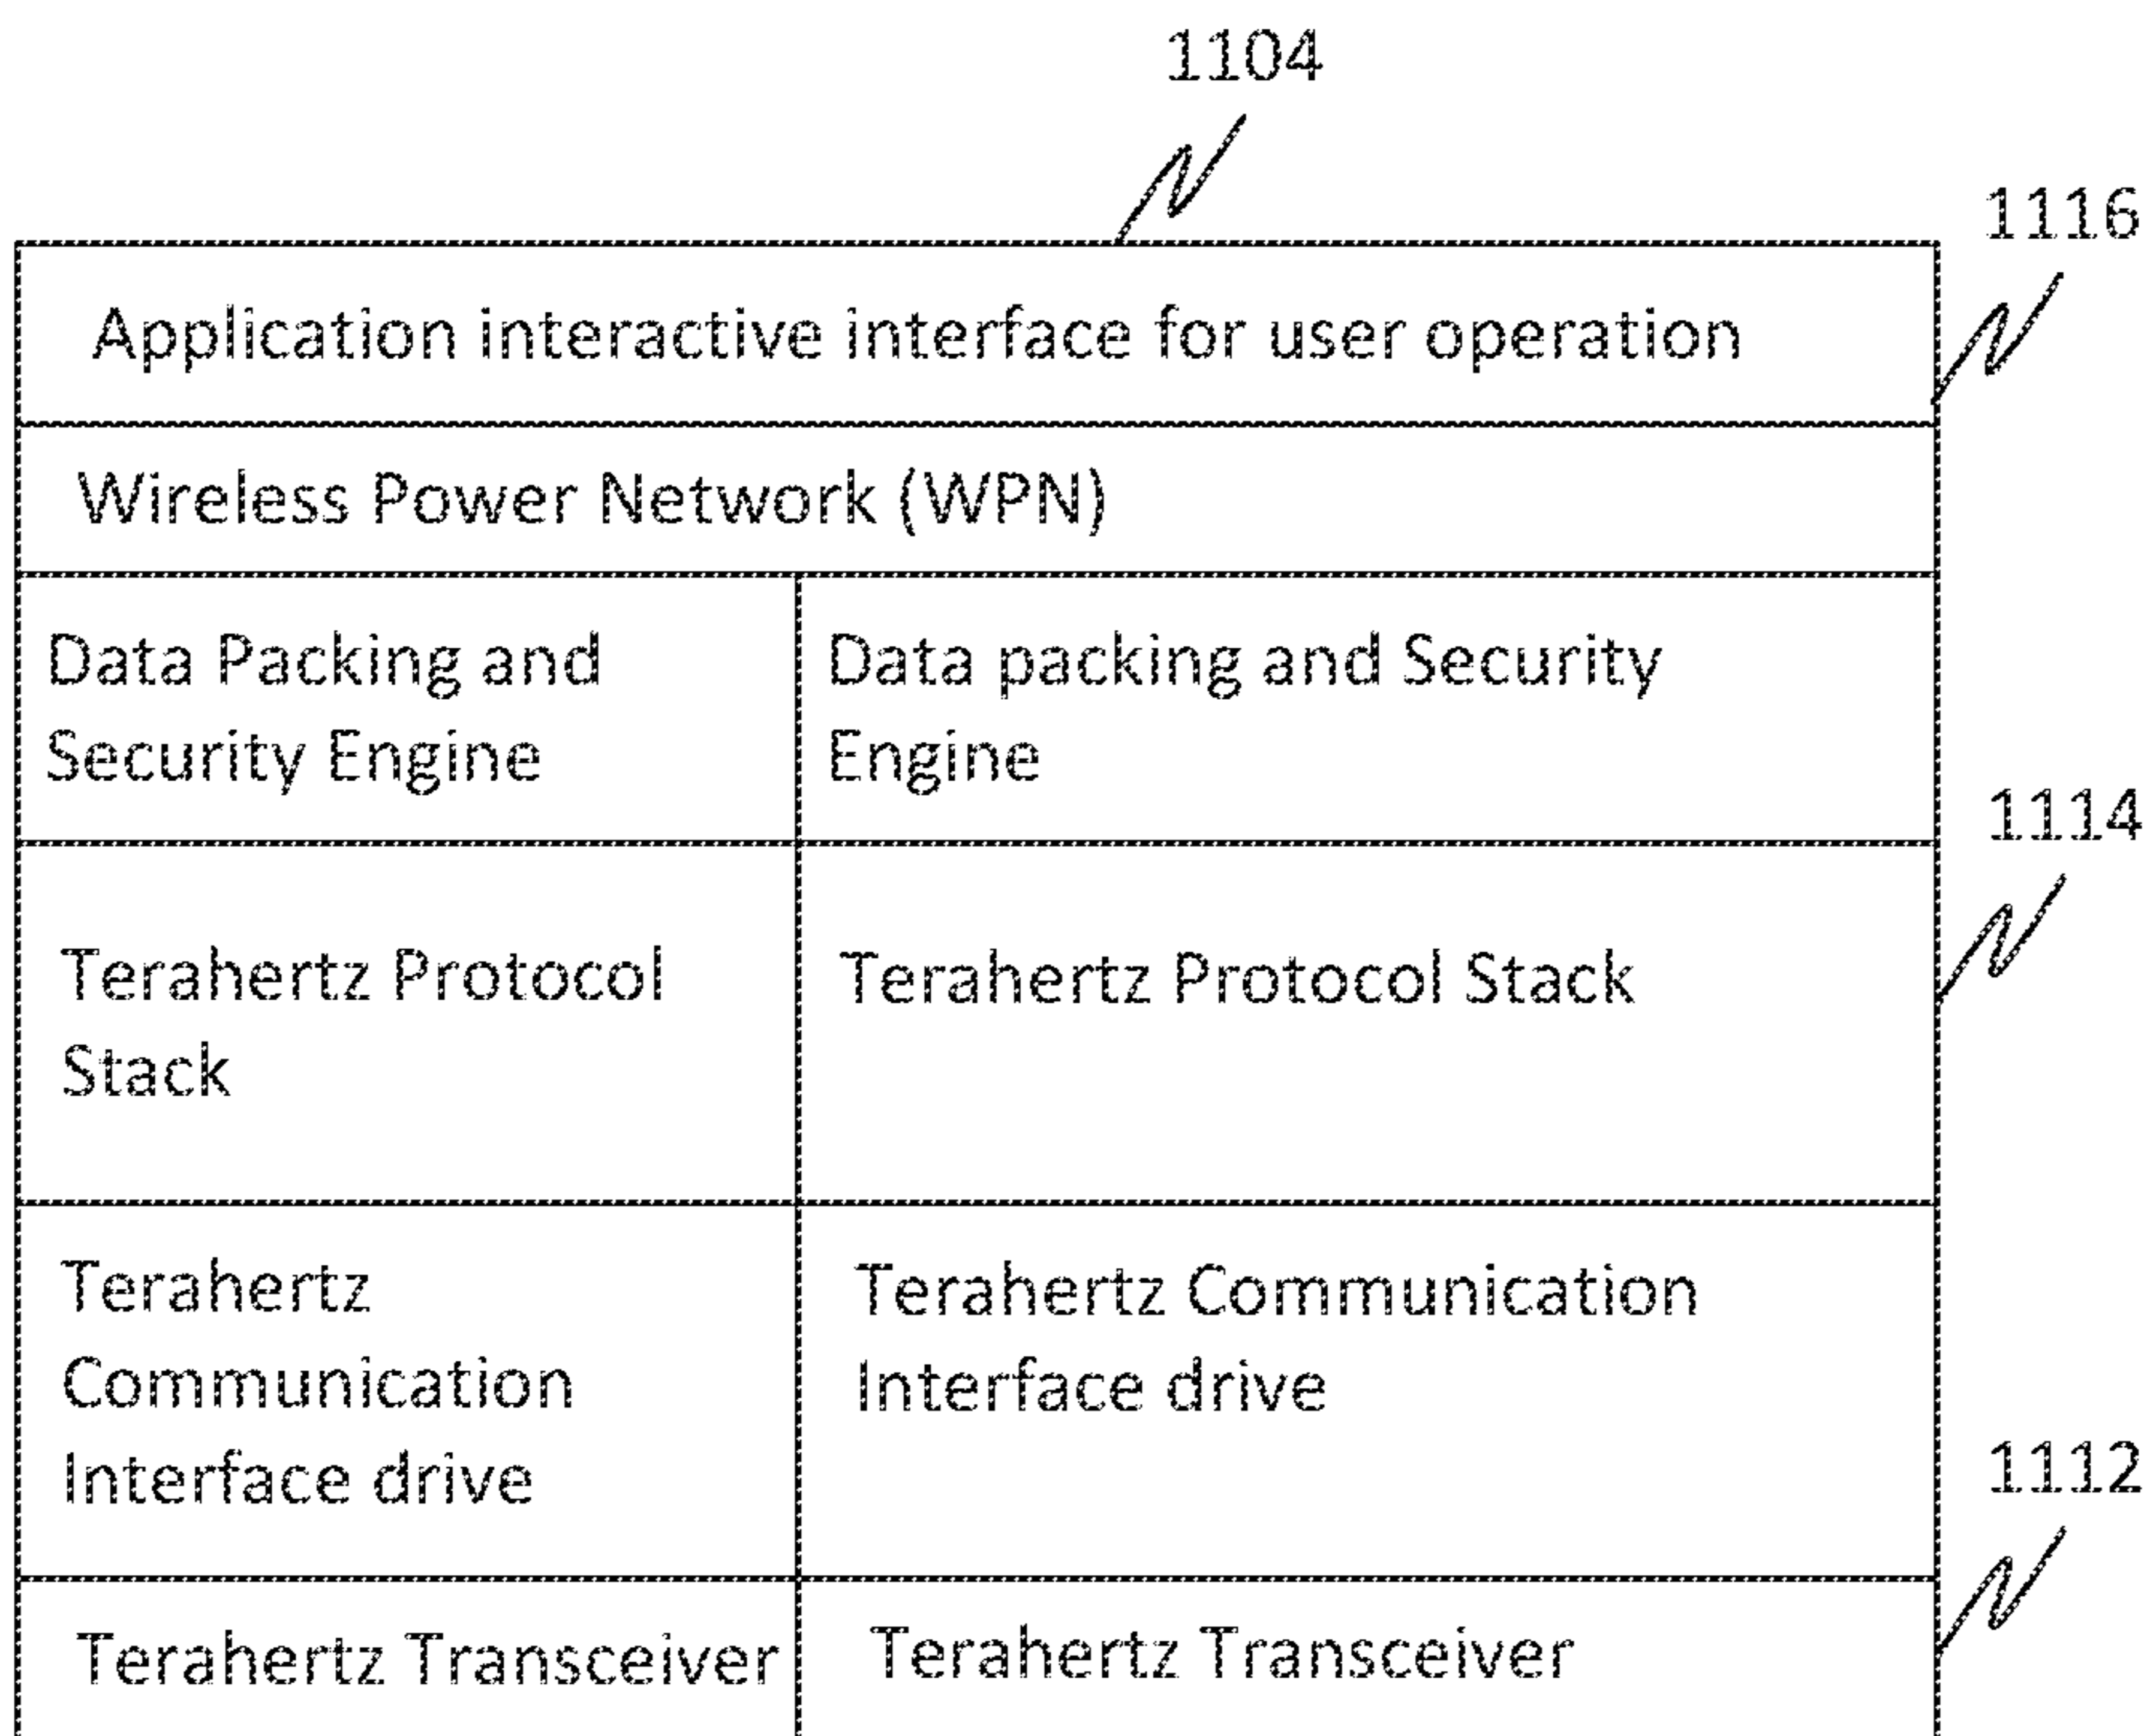 1104
1116
Application interactive interface for user operation
Wireless Power Network (WPN)
Data Packing and
Security Engine
Data packing and Security
Engine
1114
Terahertz Protocol
Stack
Terahertz Protocol Stack
Terahertz
Communication
Interface drive
Terahertz Communication
Interface drive
1112
Terahertz Transceiver
Terahertz Transceiver